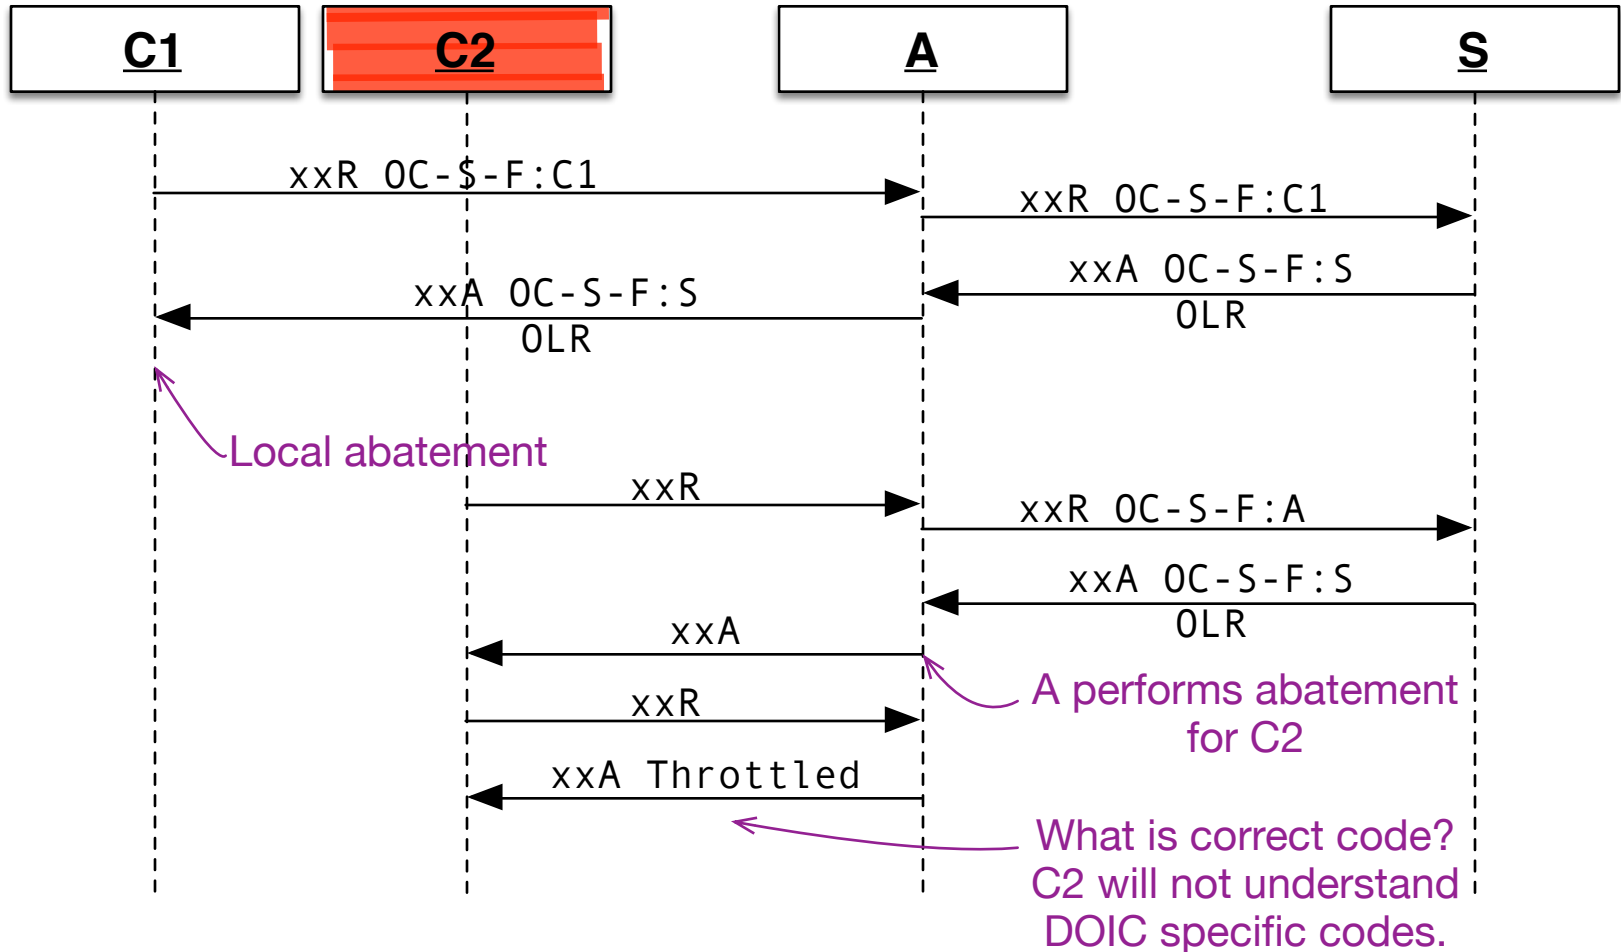 C1
C2
A
S
xxR OC-S-F:C1
xxR OC-S-F:C1
xxA OC-S-F:S
OLR
xxA OC-S-F:S
OLR
Local abatement
xxR
xxR OC-S-F:A
xxA OC-S-F:S
OLR
xxA
A performs abatement
for C2
xxR
xxA Throttled
What is correct code?
C2 will not understand
DOIC specific codes.